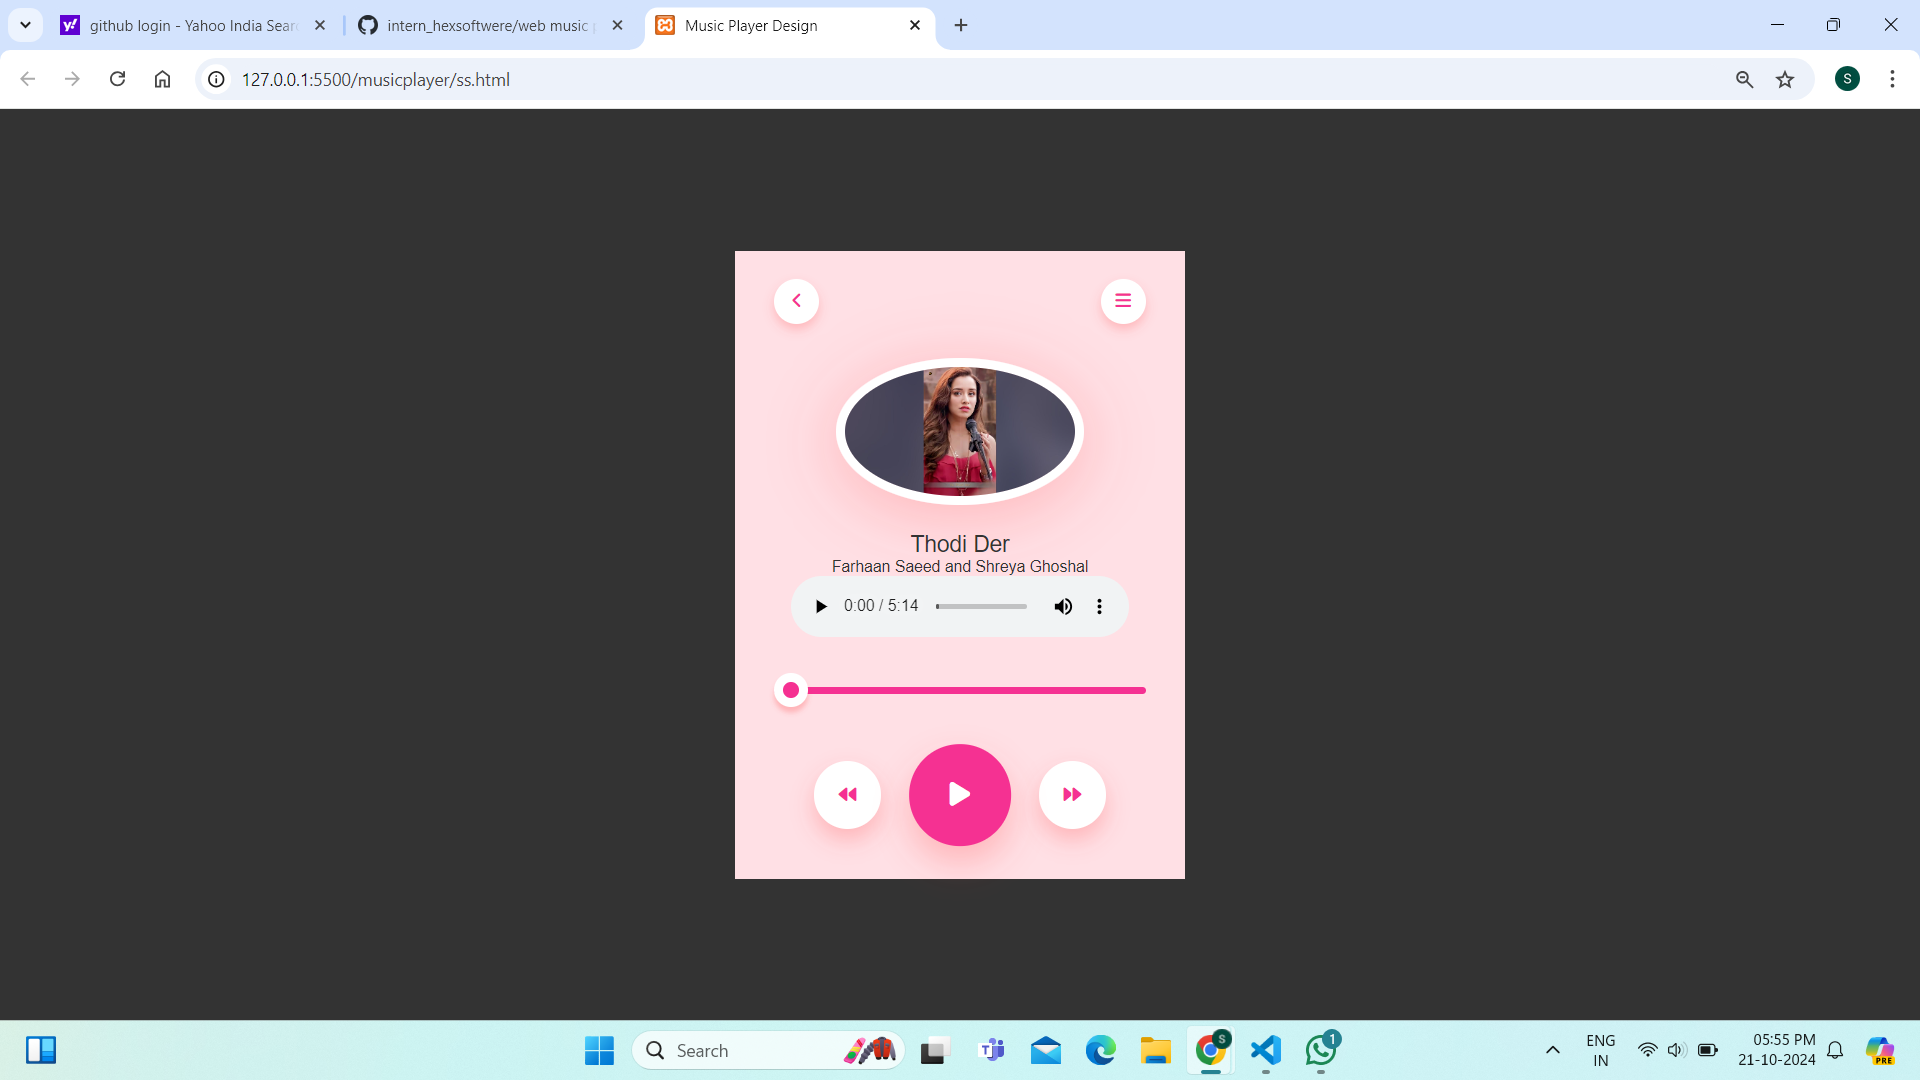 github login - Yahoo India Sear
intern_hexsoftwere/web music
Music Player Design
127.0.0.1:5500/musicplayer/ss.html
S
Thodi Der
Farhaan Saeed and Shreya Ghoshal
0:00 / 5:14
Search
S
1
ENG
IN
05:55 PM
21-10-2024
PRE